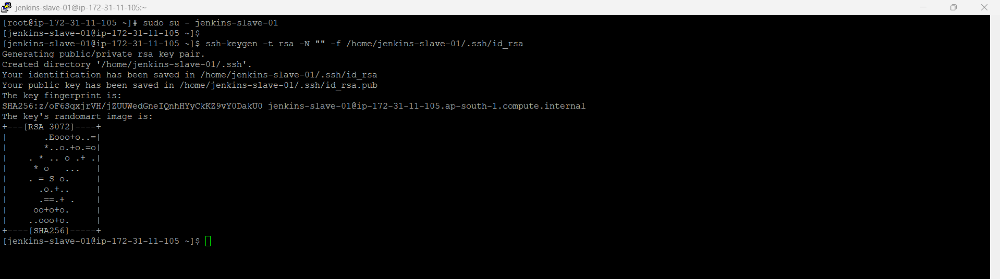 jenkins-slave-01@ip-172-31-11-105:~
[root@ip-172-31-11-105 ~]# sudo su - jenkins-slave-01
[jenkins-slave-01@ip-172-31-11-105 ~]$
[jenkins-slave-01@ip-172-31-11-105 ~]$ ssh-keygen -t rsa -N "" -f /home/jenkins-slave-01/.ssh/id_rsa
Generating public/private rsa key pair.
Created directory '/home/jenkins-slave-01/.ssh'.
Your identification has been saved in /home/jenkins-slave-01/.ssh/id_rsa
Your public key has been saved in /home/jenkins-slave-01/.ssh/id_rsa.pub
The key fingerprint is:
SHA256:z/oF6SqxjrVH/jZUUWedGneIQnhHYyCkKZ9vY0DakU0 jenkins-slave-01@ip-172-31-11-105.ap-south-1.compute.internal
The key's randomart image is:
+---[RSA 3072]----+
|       .Eooo+o..=|
|       *..o.+o.=o|
|    . * .. o .+ .|
|     * o   ...   |
|    . = S o.     |
|      .o.+..     |
|      .==.+ .    |
|     oo+o+o.     |
|    ..ooo+o.     |
+----[SHA256]-----+
[jenkins-slave-01@ip-172-31-11-105 ~]$